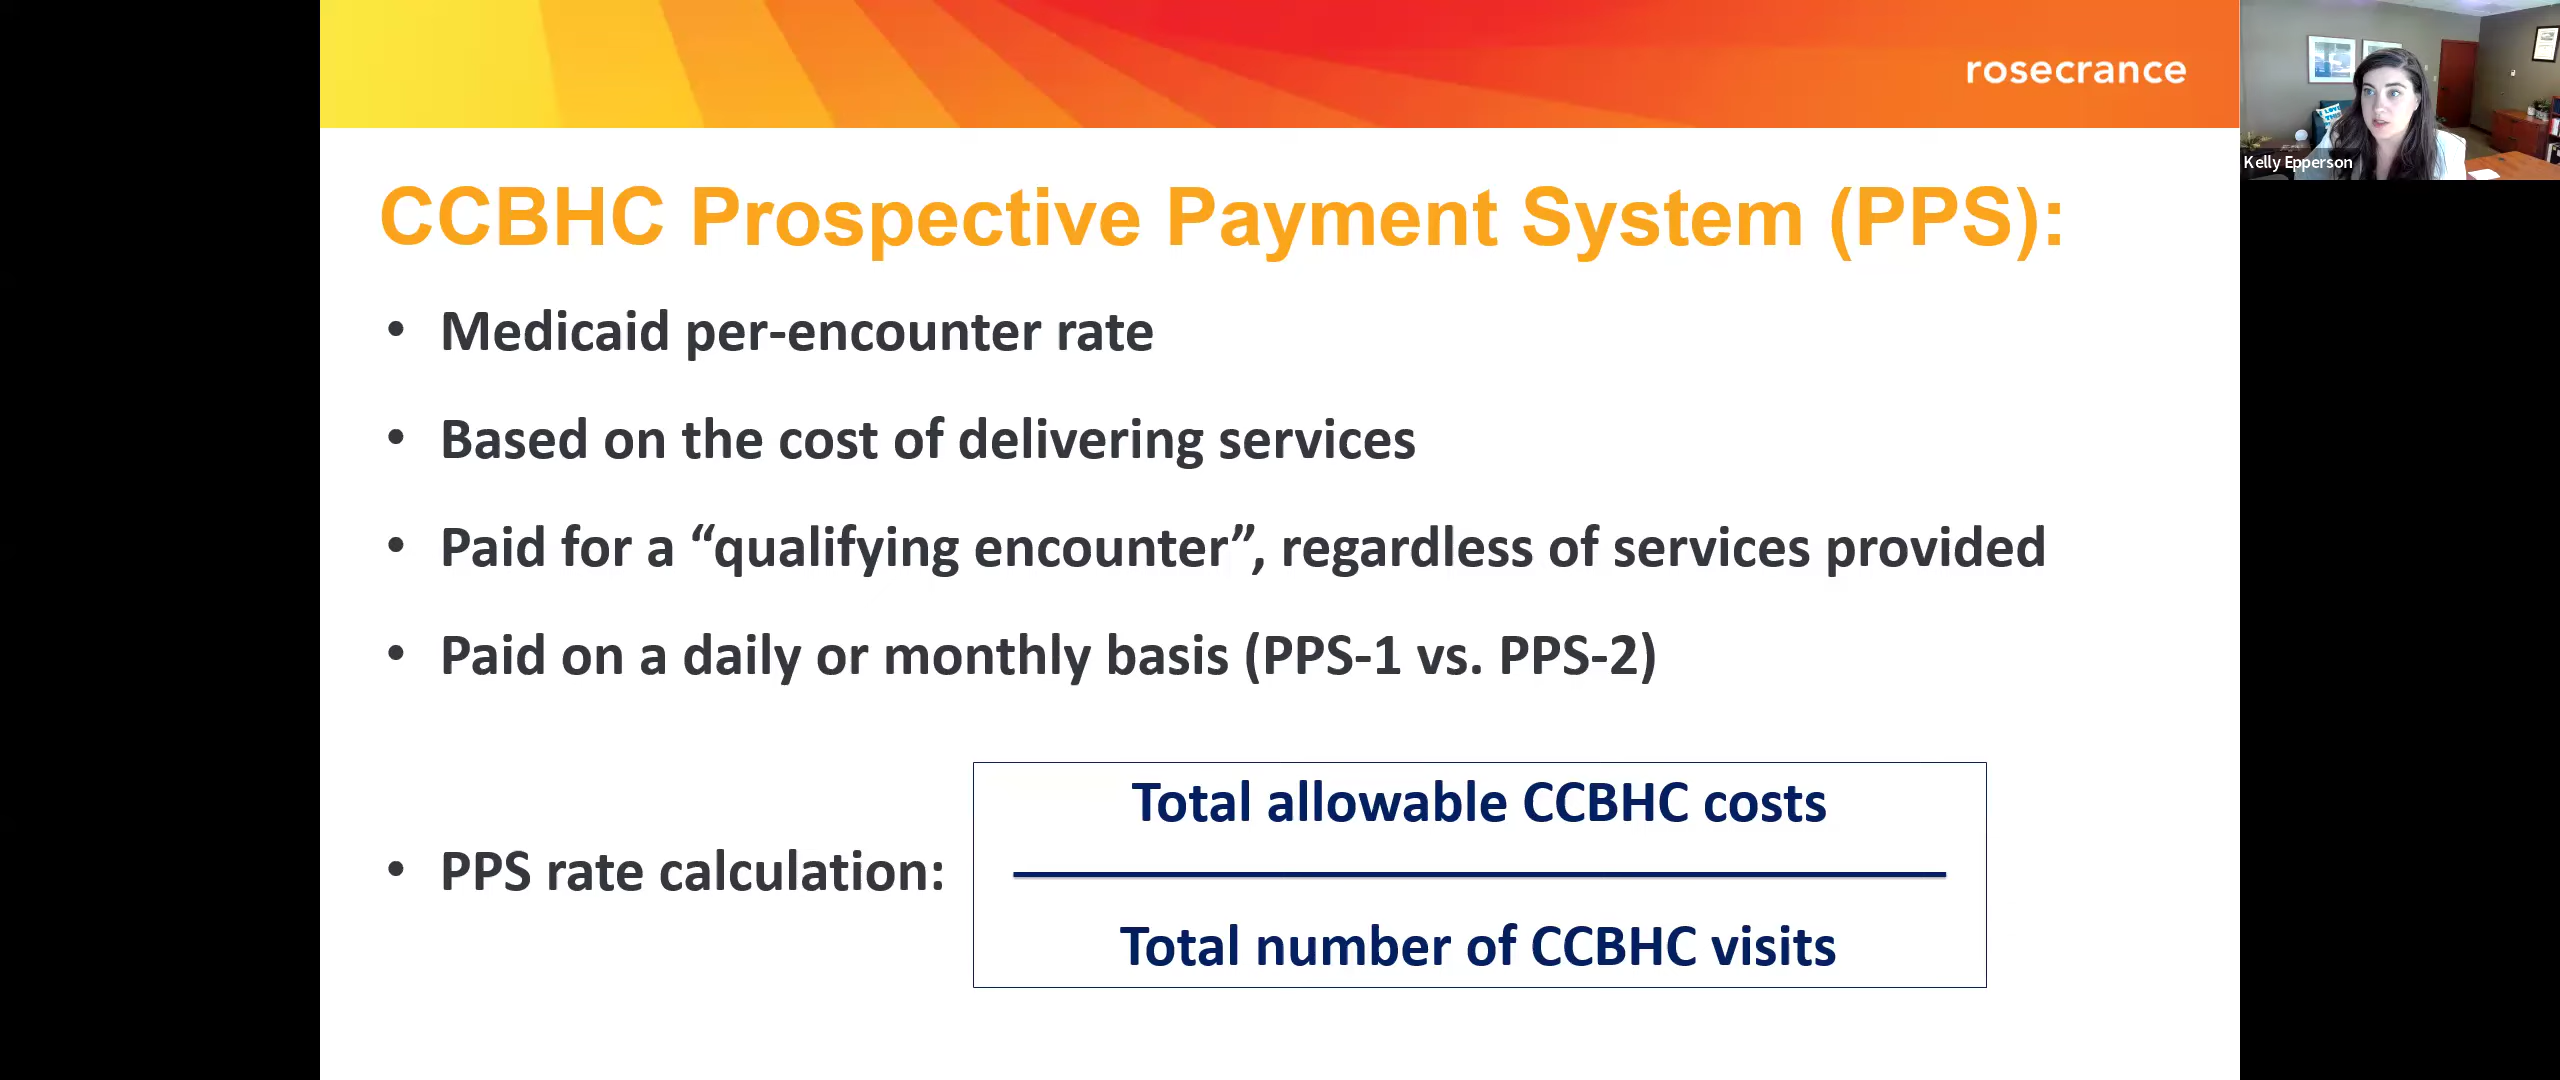 rosecrance
Kelly Epperson
CCBHC Prospective Payment System (PPS):
• Medicaid per-encounter rate
• Based on the cost of delivering services
• Paid for a “qualifying encounter”, regardless of services provided
• Paid on a daily or monthly basis (PPS-1 vs. PPS-2)
• PPS rate calculation:
Total allowable CCBHC costs
Total number of CCBHC visits